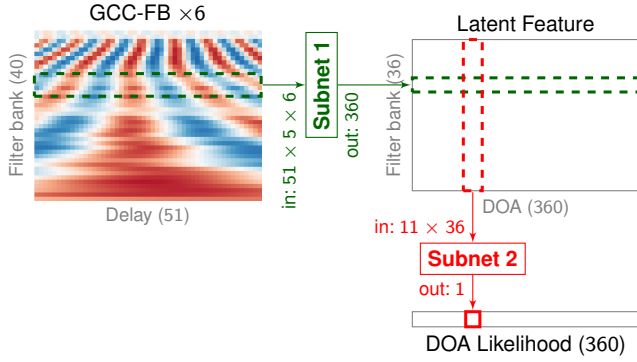 GCC-FB ×6
Filter bank (40)
Delay (51)
in: 51 × 5 × 6
Subnet 1
out: 360
Latent Feature
Filter bank (36)
DOA (360)
in: 11 × 36
Subnet 2
out: 1
DOA Likelihood (360)